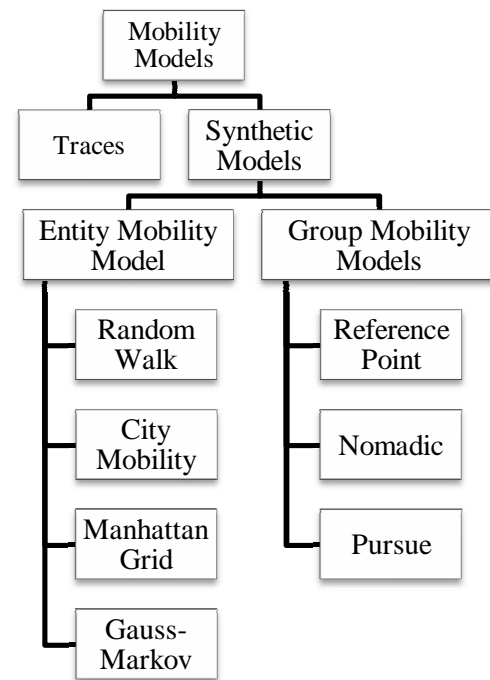 Mobility
Models
Traces
Synthetic
Models
Entity Mobility
Model
Group Mobility
Models
Random
Walk
City
Mobility
Manhattan
Grid
Gauss-
Markov
Reference
Point
Nomadic
Pursue